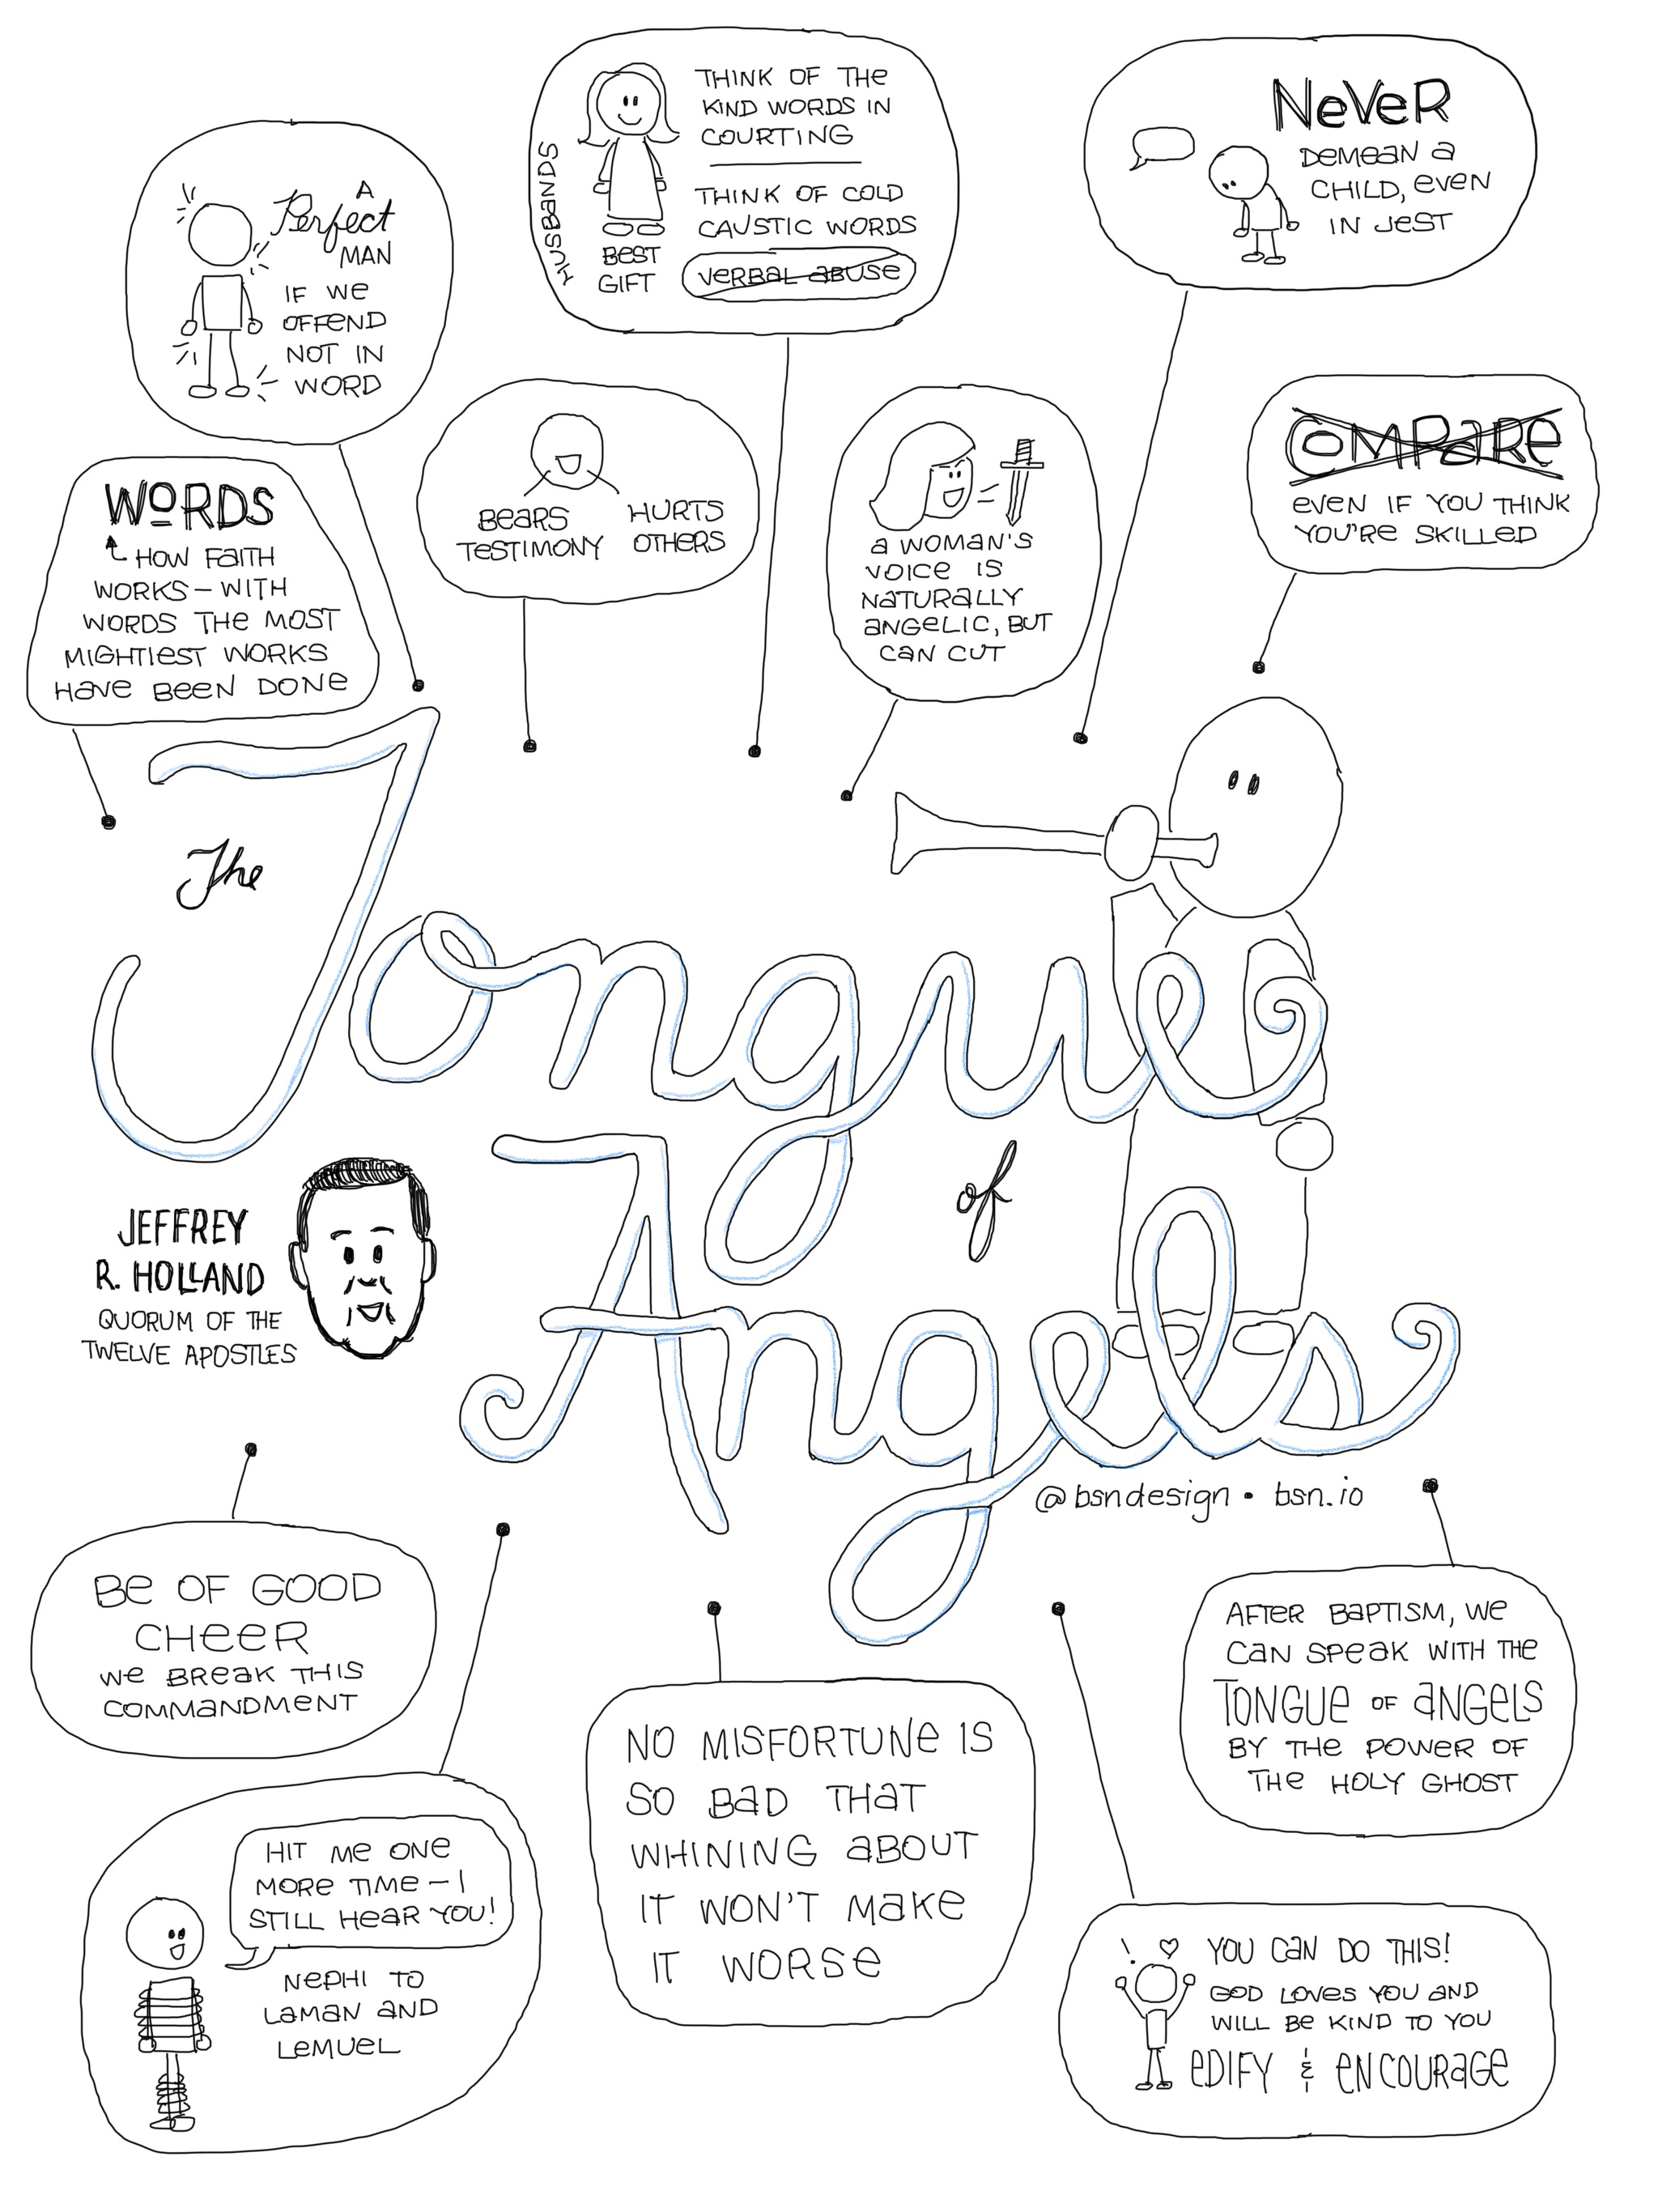 A
Perfect
MAN
IF WE
OFFEND
NOT IN
WORD
HUSBANDS
BEST
GIFT
THINK OF THE
KIND WORDS IN
COURTING
THINK OF COLD
CAUSTIC WORDS
VERBAL ABUSE
NEVER
DEMEAN A
CHILD, EVEN
IN JEST
WORDS
HOW FAITH
WORKS — WITH
WORDS THE MOST
MIGHTIEST WORKS
HAVE BEEN DONE
BEARS
TESTIMONY
HURTS
OTHERS
A WOMAN'S
VOICE IS
NATURALLY
ANGELIC, BUT
CAN CUT
COMPARE
EVEN IF YOU THINK
YOU'RE SKILLED
The
Tongue
of
Angels
JEFFREY
R. HOLLAND
QUORUM OF THE
TWELVE APOSTLES
@bsndesign • bsn.io
BE OF GOOD
CHEER
WE BREAK THIS
COMMANDMENT
HIT ME ONE
MORE TIME – I
STILL HEAR YOU!
NEPHI TO
LAMAN AND
LEMUEL
NO MISFORTUNE IS
SO BAD THAT
WHINING ABOUT
IT WON'T MAKE
IT WORSE
AFTER BAPTISM, WE
CAN SPEAK WITH THE
TONGUE OF ANGELS
BY THE POWER OF
THE HOLY GHOST
! ♡ YOU CAN DO THIS!
GOD LOVES YOU AND
WILL BE KIND TO YOU
EDIFY & ENCOURAGE